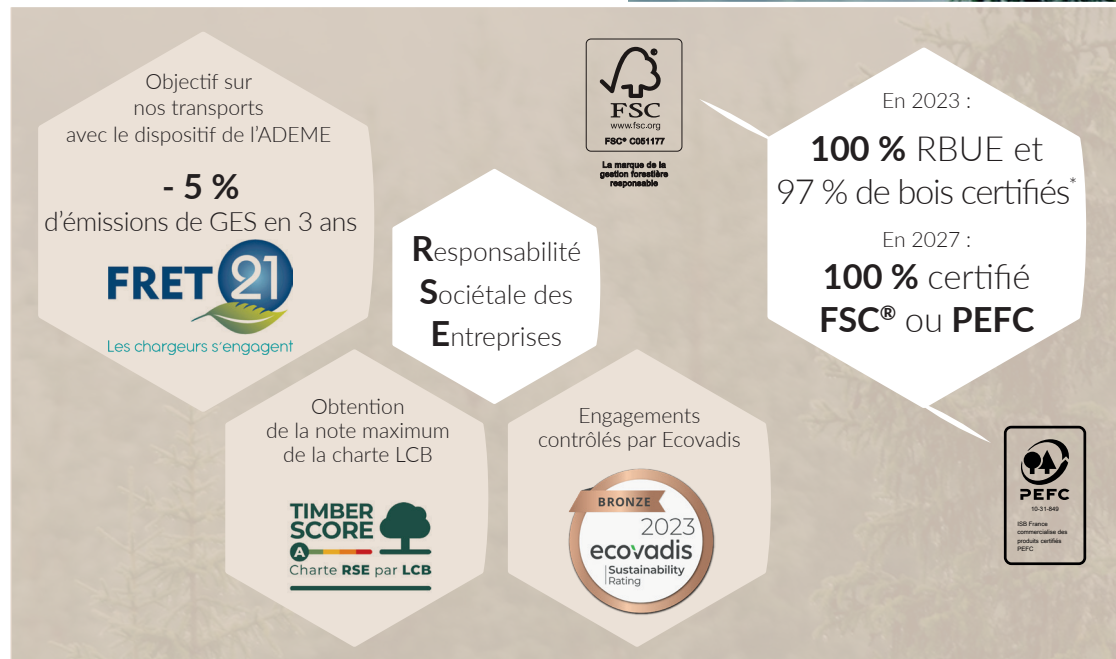 Objectif sur
nos transports
avec le dispositif de l'ADEME
- 5 %
d'émissions de GES en 3 ans
FRET 21
Les chargeurs s'engagent
FSC
www.fsc.org
FSC® C051177
La marque de la
gestion forestière
responsable
En 2023 :
100 % RBUE et
97 % de bois certifiés*
En 2027 :
100 % certifié
FSC® ou PEFC
Responsabilité
Sociétale des
Entreprises
Obtention
de la note maximum
de la charte LCB
TIMBER
SCORE
A
Charte RSE par LCB
Engagements
contrôlés par Ecovadis
BRONZE
2023
ecovadis
Sustainability
Rating
PEFC
10-31-849
ISB France
commercialise des
produits certifiés
PEFC